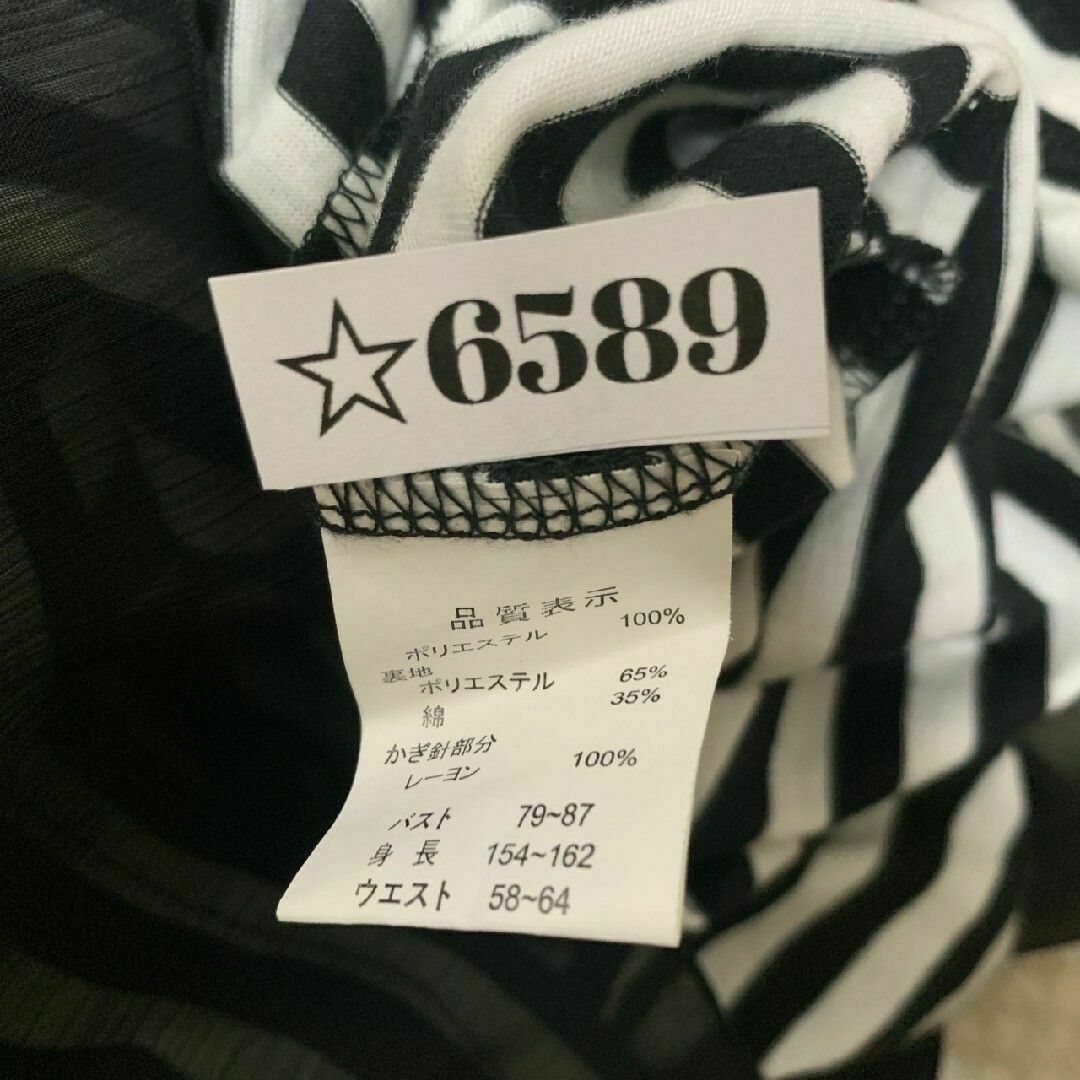 ☆6589
品質表示
ポリエステル 100%
裏地
ポリエステル 65%
綿 35%
かぎ針部分
レーヨン 100%
バスト 79~87
身長 154~162
ウエスト 58~64